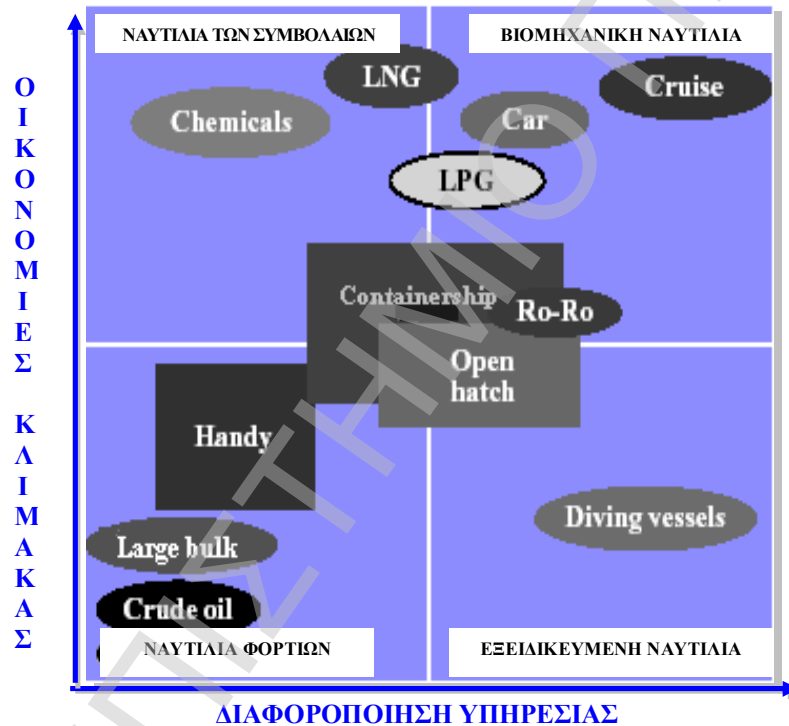 ΝΑΥΤΙΛΙΑ ΤΩΝ ΣΥΜΒΟΛΑΙΩΝ
ΒΙΟΜΗΧΑΝΙΚΗ ΝΑΥΤΙΛΙΑ
LNG
Cruise
Chemicals
Car
LPG
Containership
Ro-Ro
Open
hatch
Handy
Diving vessels
Large bulk
Crude oil
ΝΑΥΤΙΛΙΑ ΦΟΡΤΙΩΝ
ΕΞΕΙΔΙΚΕΥΜΕΝΗ ΝΑΥΤΙΛΙΑ
ΟΙΚΟΝΟΜΙΕΣ ΚΛΙΜΑΚΑΣ
ΔΙΑΦΟΡΟΠΟΙΗΣΗ ΥΠΗΡΕΣΙΑΣ